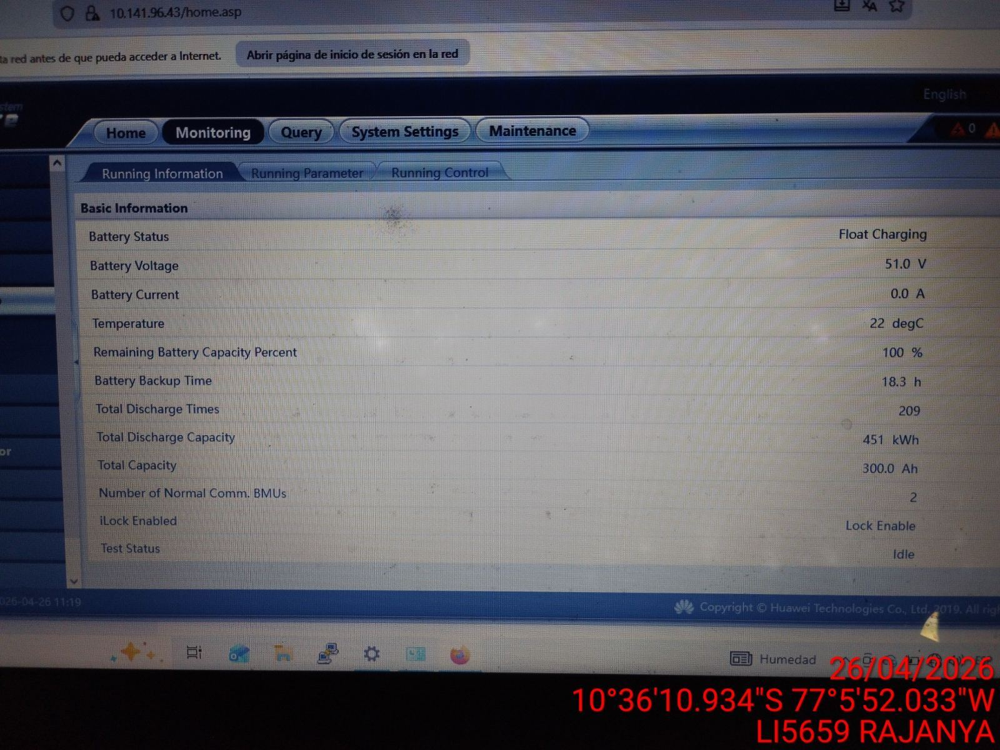 10.141.96.43/home.asp
ta red antes de que pueda acceder a Internet. Abrir página de inicio de sesión en la red
English
stem
Home Monitoring Query System Settings Maintenance 0
Running Information Running Parameter Running Control
Basic Information
Battery Status Float Charging
Battery Voltage 51.0 V
Battery Current 0.0 A
Temperature 22 degC
Remaining Battery Capacity Percent 100 %
Battery Backup Time 18.3 h
Total Discharge Times 209
Total Discharge Capacity 451 kWh
or
Total Capacity 300.0 Ah
Number of Normal Comm. BMUs 2
iLock Enabled Lock Enable
Test Status Idle
026-04-26 11:19
Copyright © Huawei Technologies Co., Ltd. 2019. All rig
Humedad
26/04/2026
10°36'10.934"S 77°5'52.033"W
LI5659 RAJANYA